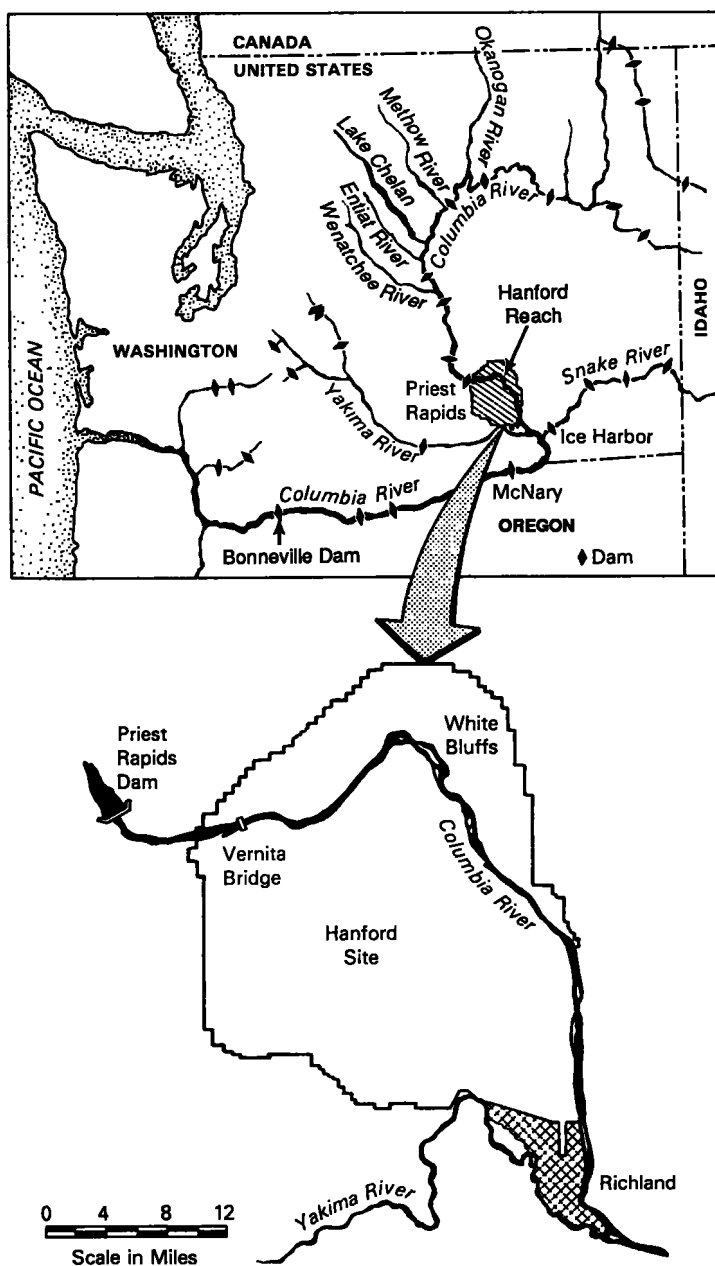 CANADA
UNITED STATES
Okanogan River
Methow River
Lake Chelan
Entiat River
Wenatchee River
Columbia River
Hanford
Reach
IDAHO
WASHINGTON
Snake River
Priest
Rapids
Yakima River
Ice Harbor
PACIFIC OCEAN
Columbia River
McNary
OREGON
Bonneville Dam
Dam
Priest
Rapids
Dam
White
Bluffs
Vernita
Bridge
Columbia River
Hanford
Site
Richland
Yakima River
0 4 8 12
Scale in Miles